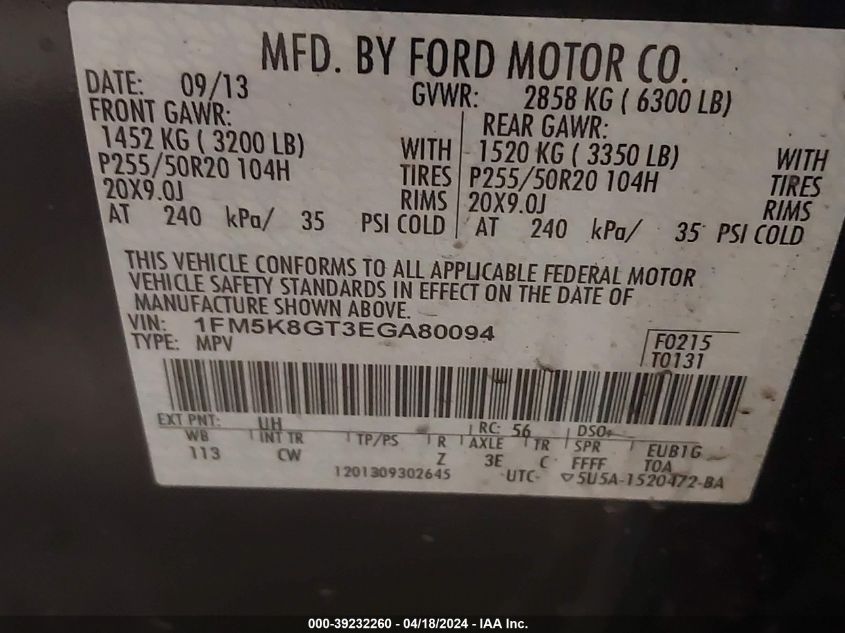 MFD. BY FORD MOTOR CO.
DATE: 09/13 GVWR: 2858 KG ( 6300 LB)
FRONT GAWR: REAR GAWR:
1452 KG ( 3200 LB) WITH 1520 KG ( 3350 LB) WITH
P255/50R20 104H TIRES P255/50R20 104H TIRES
20X9.0J RIMS 20X9.0J RIMS
AT 240 kPa/ 35 PSI COLD AT 240 kPa/ 35 PSI COLD
THIS VEHICLE CONFORMS TO ALL APPLICABLE FEDERAL MOTOR
VEHICLE SAFETY STANDARDS IN EFFECT ON THE DATE OF
MANUFACTURE SHOWN ABOVE.
VIN: 1FM5K8GT3EGA80094
TYPE: MPV
F0215
T0131
EXT PNT: UH RC: 56 DSO:
WB INT TR TP/PS R AXLE TR SPR EUB1G
113 CW Z 3E C FFFF TOA
1201309302645 UTC ▽5U5A-1520472-BA
000-39232260 - 04/18/2024 - IAA Inc.